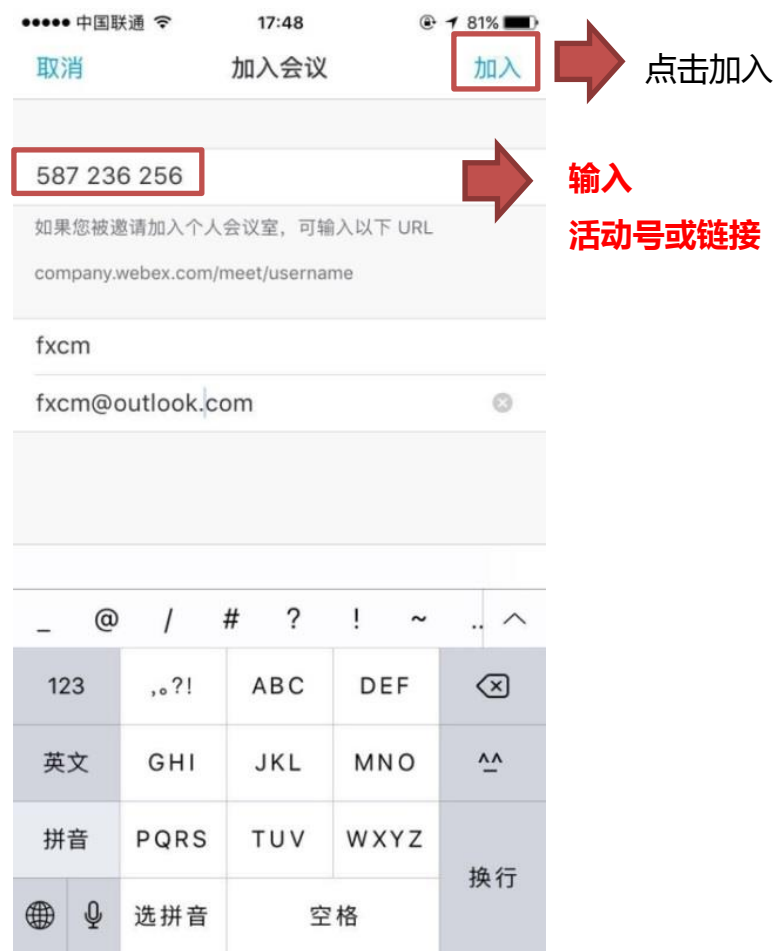 中国联通 17:48 81%
取消 加入会议 加入 点击加入
587 236 256 输入
如果您被邀请加入个人会议室，可输入以下 URL 活动号或链接
company.webex.com/meet/username
fxcm
fxcm@outlook.com
_ @ / # ? ! ~ ..
123 ,。?! ABC DEF
英文 GHI JKL MNO ^^
拼音 PQRS TUV WXYZ
换行
选拼音 空格